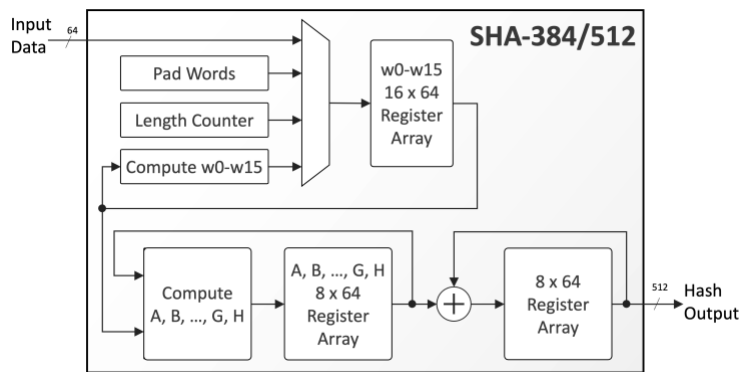 Input
Data
64
SHA-384/512
Pad Words
Length Counter
Compute w0-w15
w0-w15
16 x 64
Register
Array
Compute
A, B, ..., G, H
A, B, ..., G, H
8 x 64
Register
Array
+
8 x 64
Register
Array
512
Hash
Output